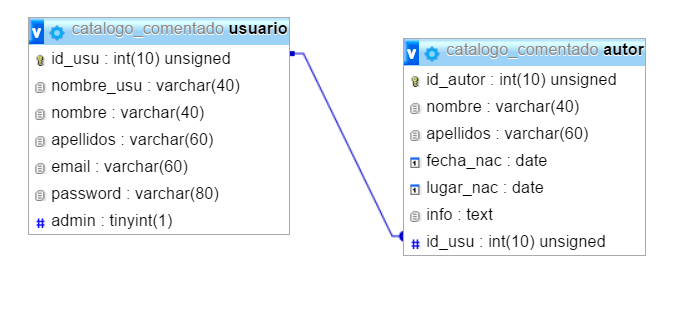 v catalogo_comentado usuario
id_usu : int(10) unsigned
nombre_usu : varchar(40)
nombre : varchar(40)
apellidos : varchar(60)
email : varchar(60)
password : varchar(80)
# admin : tinyint(1)
v catalogo_comentado autor
id_autor : int(10) unsigned
nombre : varchar(40)
apellidos : varchar(60)
fecha_nac : date
lugar_nac : date
info : text
# id_usu : int(10) unsigned